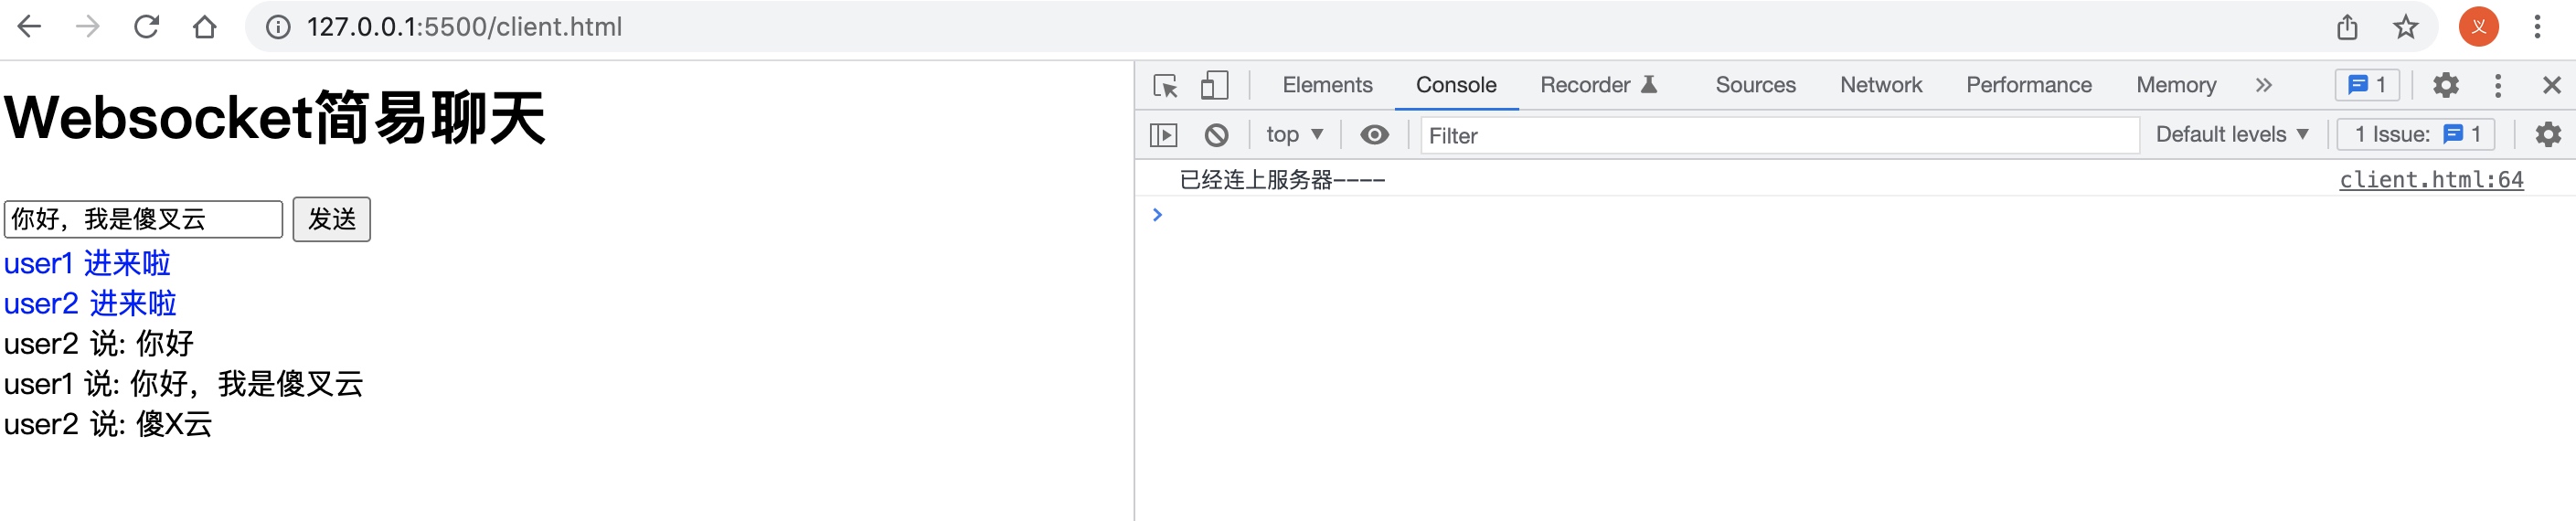 127.0.0.1:5500/client.html
义
Websocket简易聊天
你好，我是傻叉云 发送
user1 进来啦
user2 进来啦
user2 说: 你好
user1 说: 你好，我是傻叉云
user2 说: 傻X云
Elements Console Recorder Sources Network Performance Memory 1
top Filter Default levels 1 Issue: 1
已经连上服务器---- client.html:64